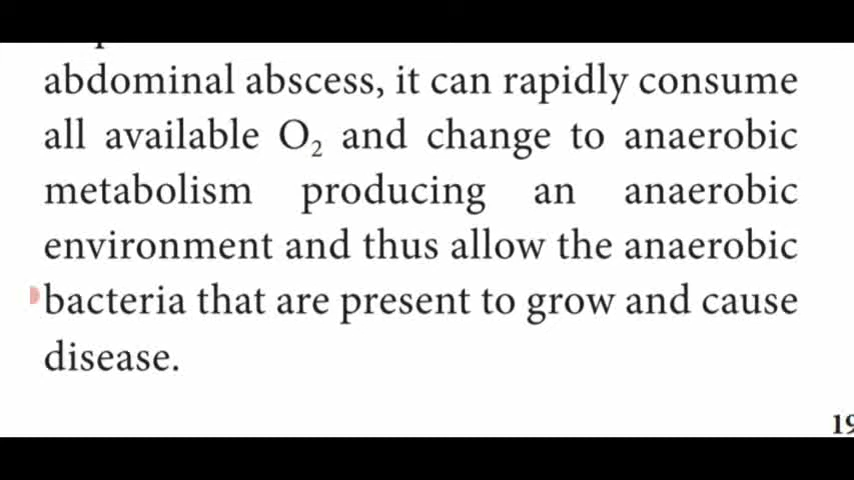 abdominal abscess, it can rapidly consume
all available O₂ and change to anaerobic
metabolism producing an anaerobic
environment and thus allow the anaerobic
bacteria that are present to grow and cause
disease.